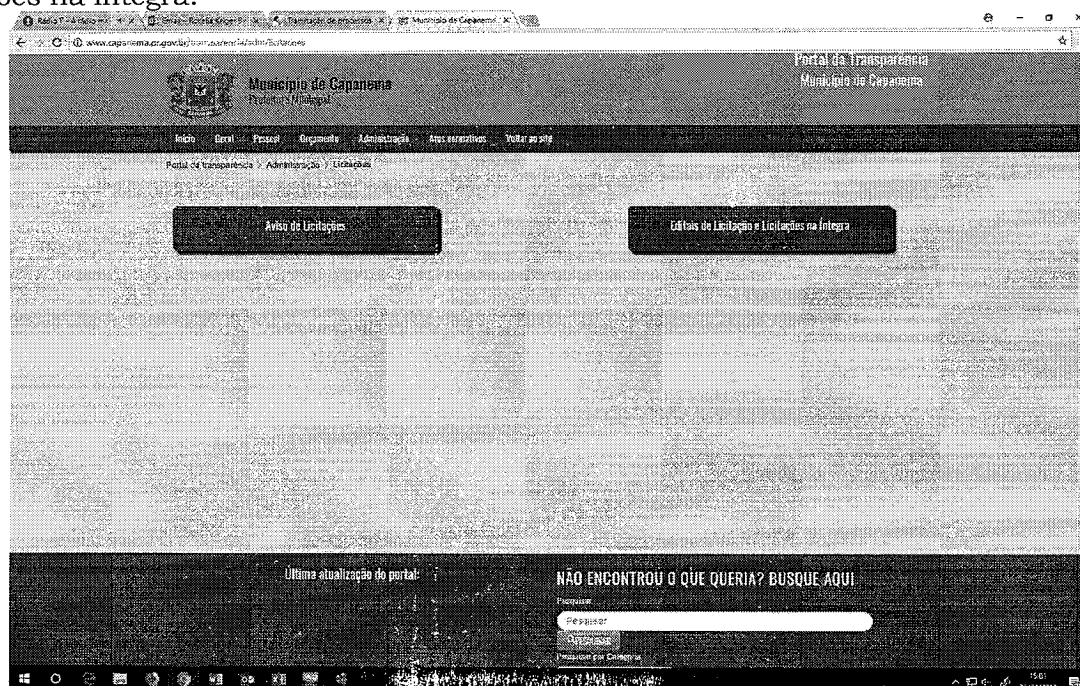 ões na íntegra.
Município de Capanema
Prefeitura Municipal
Portal da Transparência
Município de Capanema
Início Geral Pessoal Orçamento Administração Atos normativos Voltar ao site
Portal da transparência > Administração > Licitações
Aviso de Licitações
Editais de Licitação e Licitações na Íntegra
Última atualização do portal:
NÃO ENCONTROU O QUE QUERIA? BUSQUE AQUI
Pesquisar
Pesquisar
Pesquisar
Pesquisar por Categoria